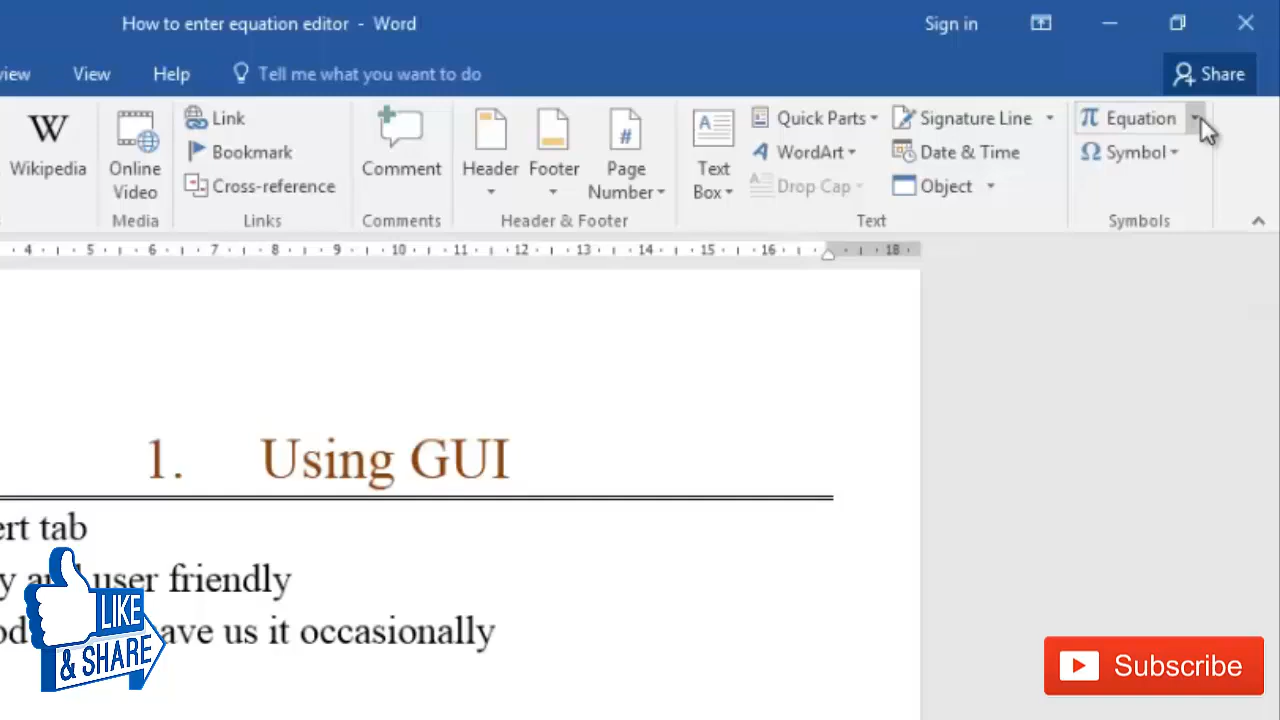 How to enter equation editor - Word
Sign in
view View Help Tell me what you want to do
Share
Wikipedia
Online Video
Media
Link
Bookmark
Cross-reference
Links
Comment
Comments
Header
Footer
Page Number
Header & Footer
Text Box
Quick Parts
WordArt
Drop Cap
Signature Line
Date & Time
Object
Text
π Equation
Ω Symbol
Symbols
4 5 6 7 8 9 10 11 12 13 14 15 16 18
1. Using GUI
ert tab
y and user friendly
ave us it occasionally
LIKE
& SHARE
Subscribe